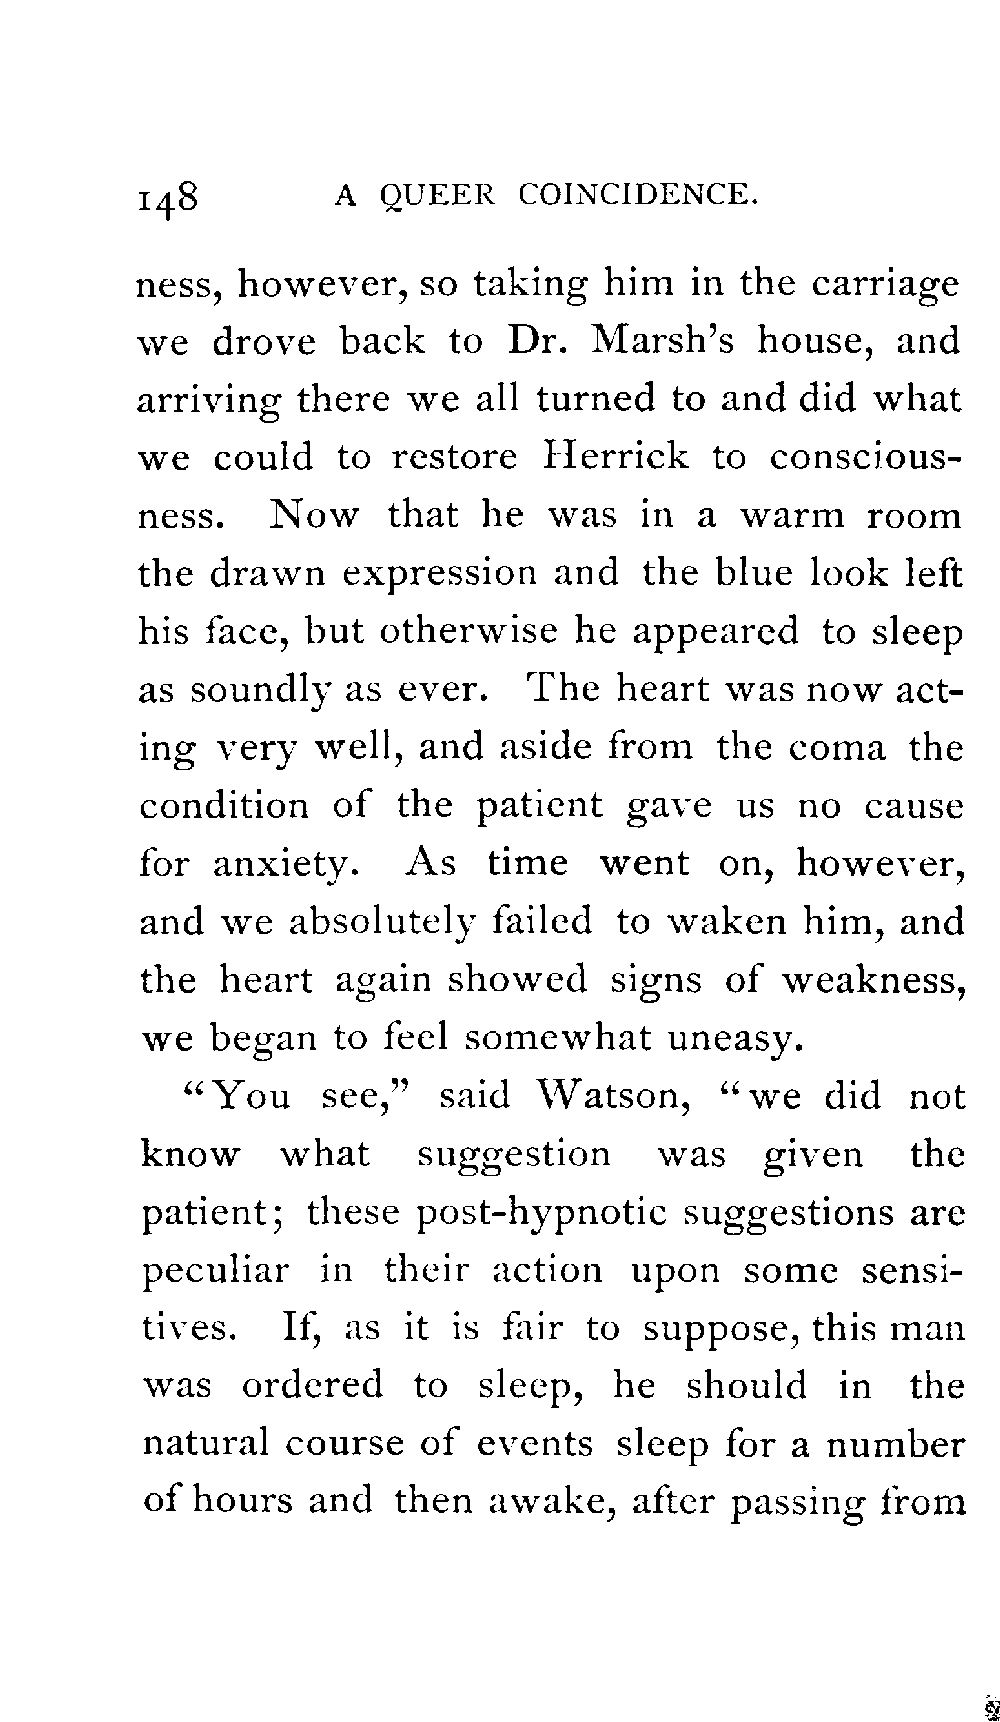 148 A QUEER COINCIDENCE.
ness, however, so taking him in the carriage
we drove back to Dr. Marsh's house, and
arriving there we all turned to and did what
we could to restore Herrick to conscious-
ness. Now that he was in a warm room
the drawn expression and the blue look left
his face, but otherwise he appeared to sleep
as soundly as ever. The heart was now act-
ing very well, and aside from the coma the
condition of the patient gave us no cause
for anxiety. As time went on, however,
and we absolutely failed to waken him, and
the heart again showed signs of weakness,
we began to feel somewhat uneasy.
"You see," said Watson, "we did not
know what suggestion was given the
patient; these post-hypnotic suggestions are
peculiar in their action upon some sensi-
tives. If, as it is fair to suppose, this man
was ordered to sleep, he should in the
natural course of events sleep for a number
of hours and then awake, after passing from